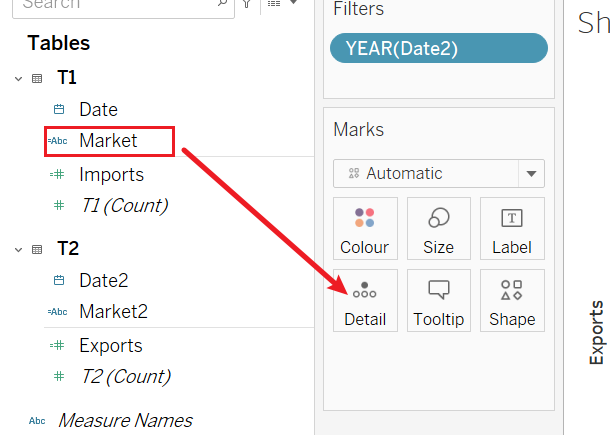 Search
Tables
T1
Date
Abc Market
Imports
T1 (Count)
T2
Date2
Abc Market2
Exports
T2 (Count)
Abc Measure Names
Filters
YEAR(Date2)
Marks
Automatic
Colour
Size
T Label
Detail
Tooltip
Shape
Sh
Exports